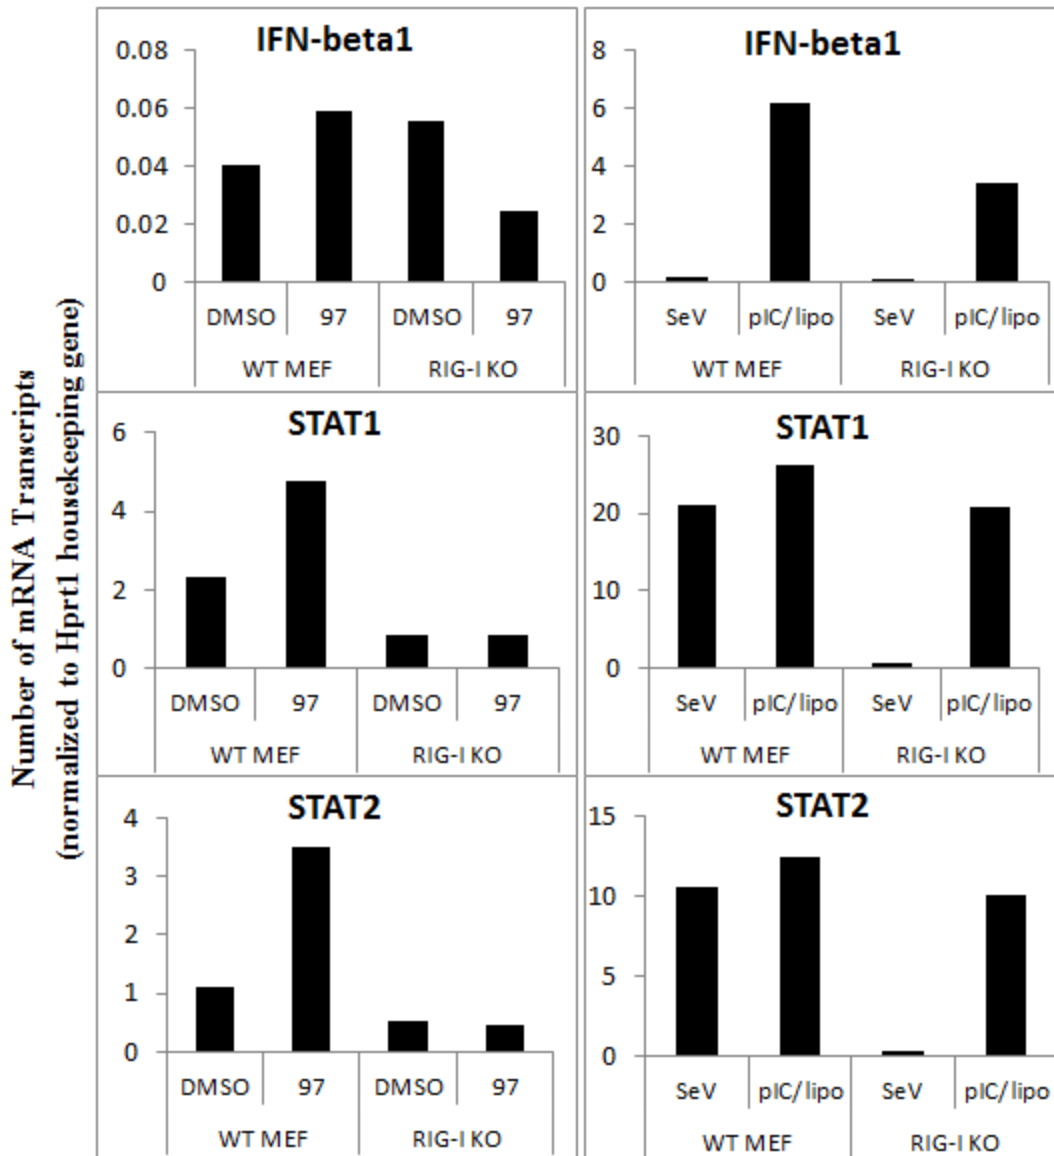 Number of mRNA Transcripts
(normalized to Hprt1 housekeeping gene)
IFN-beta1
0.08
0.06
0.04
0.02
0
DMSO 97 DMSO 97
WT MEF RIG-I KO
IFN-beta1
8
6
4
2
0
SeV pIC/lipo SeV pIC/lipo
WT MEF RIG-I KO
STAT1
6
4
2
0
DMSO 97 DMSO 97
WT MEF RIG-I KO
STAT1
30
20
10
0
SeV pIC/lipo SeV pIC/lipo
WT MEF RIG-I KO
STAT2
4
3
2
1
0
DMSO 97 DMSO 97
WT MEF RIG-I KO
STAT2
15
10
5
0
SeV pIC/lipo SeV pIC/lipo
WT MEF RIG-I KO